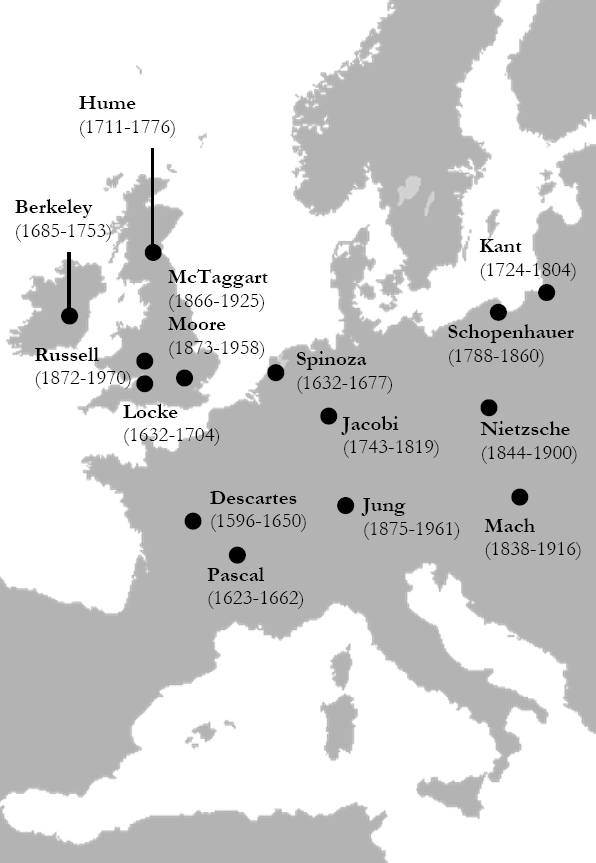 Hume
(1711-1776)
Berkeley
(1685-1753)
Kant
(1724-1804)
McTaggart
(1866-1925)
Moore
(1873-1958)
Schopenhauer
(1788-1860)
Russell
(1872-1970)
Spinoza
(1632-1677)
Locke
(1632-1704)
Jacobi
(1743-1819)
Nietzsche
(1844-1900)
Descartes
(1596-1650)
Jung
(1875-1961)
Mach
(1838-1916)
Pascal
(1623-1662)